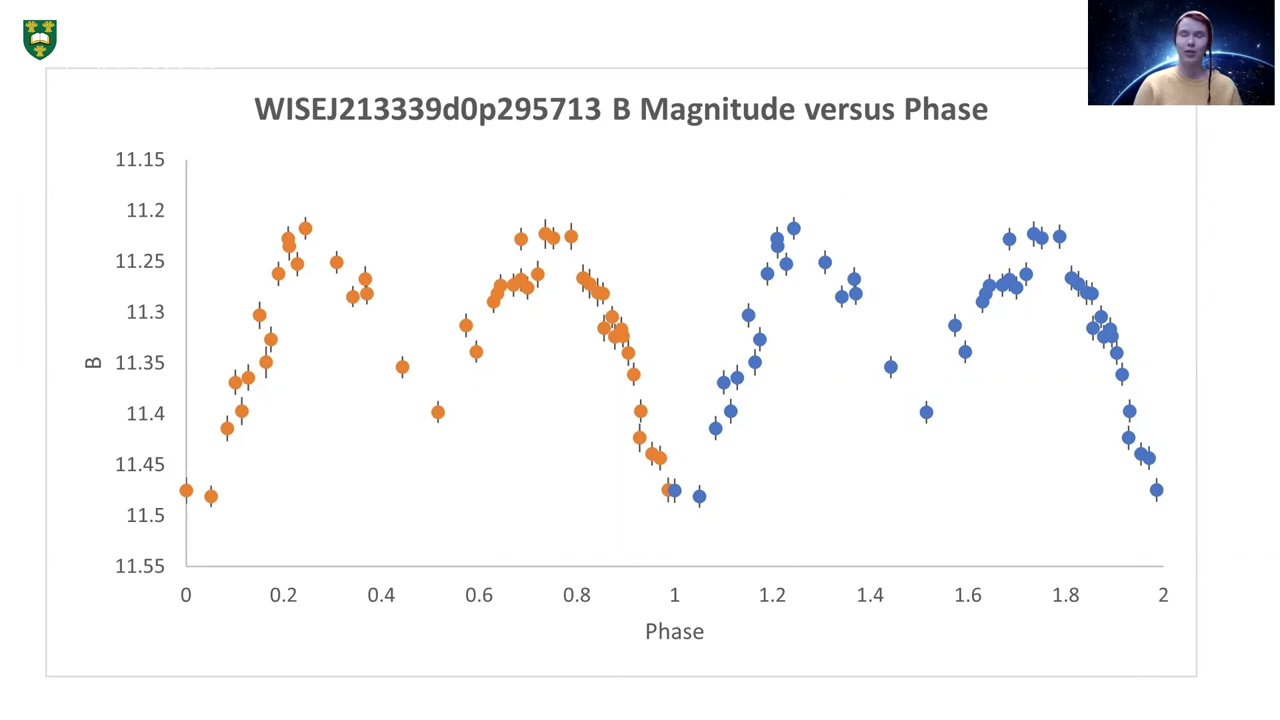 WISEJ213339d0p295713 B Magnitude versus Phase
11.15
11.2
11.25
11.3
11.35
11.4
11.45
11.5
11.55
B
0 0.2 0.4 0.6 0.8 1 1.2 1.4 1.6 1.8 2
Phase